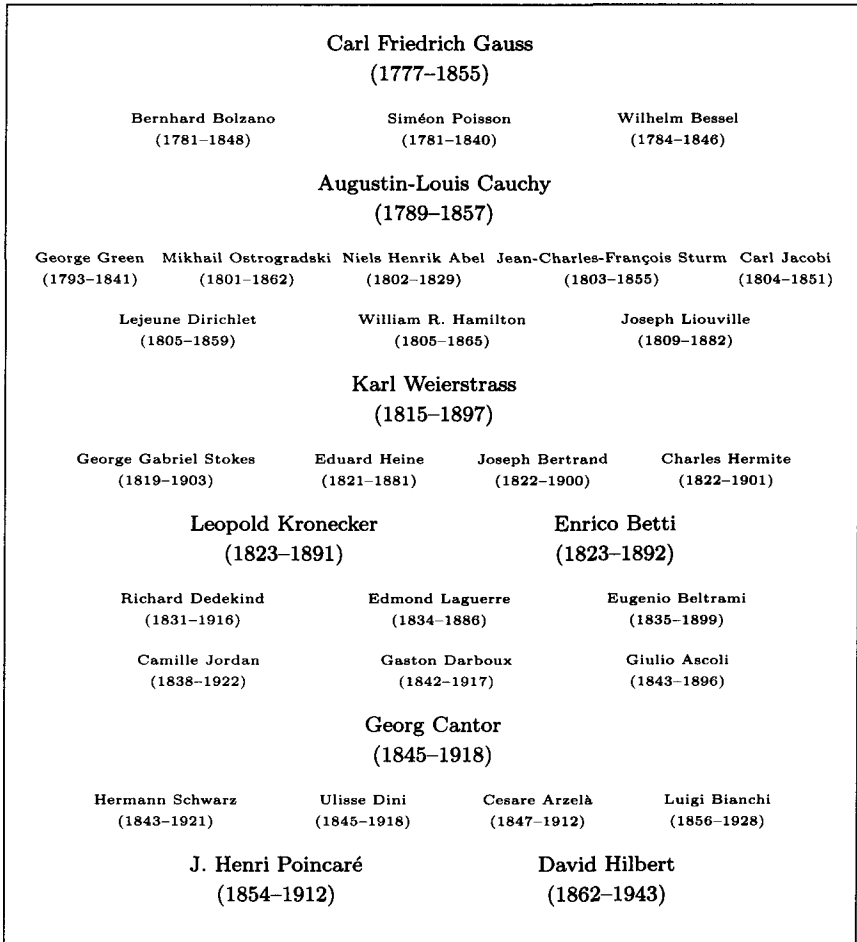 Carl Friedrich Gauss
(1777–1855)
Bernhard Bolzano Siméon Poisson Wilhelm Bessel
(1781–1848) (1781–1840) (1784–1846)
Augustin-Louis Cauchy
(1789–1857)
George Green Mikhail Ostrogradski Niels Henrik Abel Jean-Charles-François Sturm Carl Jacobi
(1793–1841) (1801–1862) (1802–1829) (1803–1855) (1804–1851)
Lejeune Dirichlet William R. Hamilton Joseph Liouville
(1805–1859) (1805–1865) (1809–1882)
Karl Weierstrass
(1815–1897)
George Gabriel Stokes Eduard Heine Joseph Bertrand Charles Hermite
(1819–1903) (1821–1881) (1822–1900) (1822–1901)
Leopold Kronecker Enrico Betti
(1823–1891) (1823–1892)
Richard Dedekind Edmond Laguerre Eugenio Beltrami
(1831–1916) (1834–1886) (1835–1899)
Camille Jordan Gaston Darboux Giulio Ascoli
(1838–1922) (1842–1917) (1843–1896)
Georg Cantor
(1845–1918)
Hermann Schwarz Ulisse Dini Cesare Arzelà Luigi Bianchi
(1843–1921) (1845–1918) (1847–1912) (1856–1928)
J. Henri Poincaré David Hilbert
(1854–1912) (1862–1943)